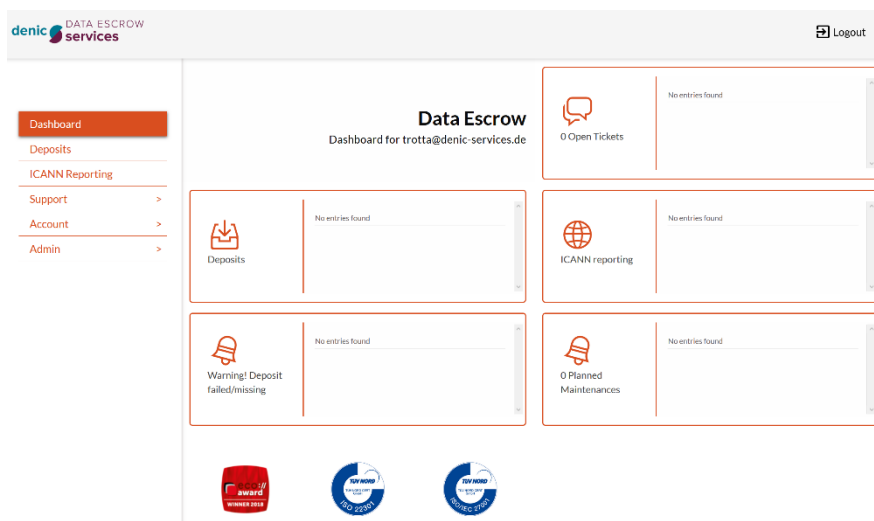 denic DATA ESCROW
services
Logout
Dashboard
Deposits
ICANN Reporting
Support >
Account >
Admin >
Data Escrow
Dashboard for trotta@denic-services.de
0 Open Tickets
No entries found
Deposits
No entries found
ICANN reporting
No entries found
Warning! Deposit
failed/missing
No entries found
0 Planned
Maintenances
No entries found
eco://
award
WINNER 2018
TÜV NORD
ISO 22301
TÜV NORD
ISO/IEC 27001